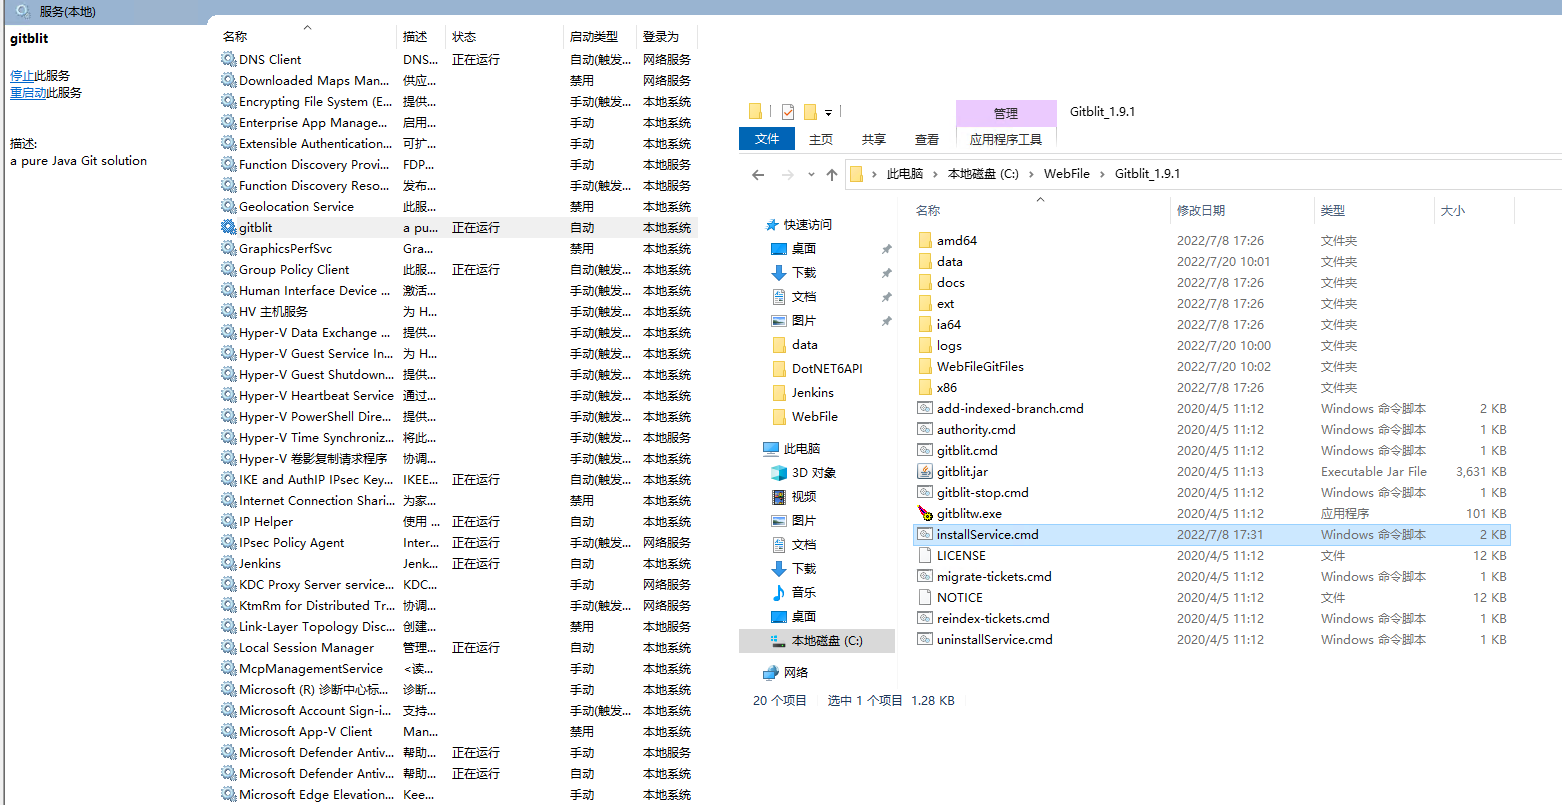 服务(本地)
gitblit
停止此服务
重启动此服务
描述:
a pure Java Git solution
名称 描述 状态 启动类型 登录为
DNS Client DNS... 正在运行 自动(触发... 网络服务
Downloaded Maps Man... 供应... 禁用 网络服务
Encrypting File System (E... 提供... 手动(触发... 本地系统
Enterprise App Manage... 启用... 手动 本地系统
Extensible Authentication... 可扩... 手动 本地系统
Function Discovery Provi... FDP... 手动 本地服务
Function Discovery Reso... 发布... 手动(触发... 本地服务
Geolocation Service 此服... 禁用 本地系统
gitblit a pu... 正在运行 自动 本地系统
GraphicsPerfSvc Gra... 禁用 本地系统
Group Policy Client 此服... 正在运行 自动(触发... 本地系统
Human Interface Device ... 激活... 手动(触发... 本地系统
HV 主机服务 为 H... 手动(触发... 本地系统
Hyper-V Data Exchange ... 提供... 手动(触发... 本地系统
Hyper-V Guest Service In... 为 H... 手动(触发... 本地系统
Hyper-V Guest Shutdown... 提供... 手动(触发... 本地系统
Hyper-V Heartbeat Service 通过... 手动(触发... 本地系统
Hyper-V PowerShell Dire... 提供... 手动(触发... 本地系统
Hyper-V Time Synchroniz... 将此... 手动(触发... 本地服务
Hyper-V 卷影复制请求程序 协调... 手动(触发... 本地系统
IKE and AuthIP IPsec Key... IKEE... 正在运行 自动(触发... 本地系统
Internet Connection Shari... 为家... 禁用 本地系统
IP Helper 使用 ... 正在运行 自动 本地系统
IPsec Policy Agent Inter... 正在运行 手动(触发... 网络服务
Jenkins Jenk... 正在运行 自动 本地系统
KDC Proxy Server service... KDC... 手动 网络服务
KtmRm for Distributed Tr... 协调... 手动(触发... 网络服务
Link-Layer Topology Disc... 创建... 禁用 本地服务
Local Session Manager 管理... 正在运行 自动 本地系统
McpManagementService <读... 手动 本地系统
Microsoft (R) 诊断中心标... 诊断... 手动 本地系统
Microsoft Account Sign-i... 支持... 手动(触发... 本地系统
Microsoft App-V Client Man... 禁用 本地系统
Microsoft Defender Antiv... 帮助... 正在运行 手动 本地服务
Microsoft Defender Antiv... 帮助... 正在运行 自动 本地系统
Microsoft Edge Elevation... Kee... 手动 本地系统
管理 Gitblit_1.9.1
文件 主页 共享 查看 应用程序工具
此电脑 本地磁盘 (C:) WebFile Gitblit_1.9.1
快速访问
桌面
下载
文档
图片
data
DotNET6API
Jenkins
WebFile
此电脑
3D 对象
视频
图片
文档
下载
音乐
桌面
本地磁盘 (C:)
网络
名称 修改日期 类型 大小
amd64 2022/7/8 17:26 文件夹
data 2022/7/20 10:01 文件夹
docs 2022/7/8 17:26 文件夹
ext 2022/7/8 17:26 文件夹
ia64 2022/7/8 17:26 文件夹
logs 2022/7/20 10:00 文件夹
WebFileGitFiles 2022/7/20 10:02 文件夹
x86 2022/7/8 17:26 文件夹
add-indexed-branch.cmd 2020/4/5 11:12 Windows 命令脚本 2 KB
authority.cmd 2020/4/5 11:12 Windows 命令脚本 1 KB
gitblit.cmd 2020/4/5 11:12 Windows 命令脚本 1 KB
gitblit.jar 2020/4/5 11:13 Executable Jar File 3,631 KB
gitblit-stop.cmd 2020/4/5 11:12 Windows 命令脚本 1 KB
gitblitw.exe 2020/4/5 11:12 应用程序 101 KB
installService.cmd 2022/7/8 17:31 Windows 命令脚本 2 KB
LICENSE 2020/4/5 11:12 文件 12 KB
migrate-tickets.cmd 2020/4/5 11:12 Windows 命令脚本 1 KB
NOTICE 2020/4/5 11:12 文件 12 KB
reindex-tickets.cmd 2020/4/5 11:12 Windows 命令脚本 1 KB
uninstallService.cmd 2020/4/5 11:12 Windows 命令脚本 1 KB
20 个项目 选中 1 个项目 1.28 KB